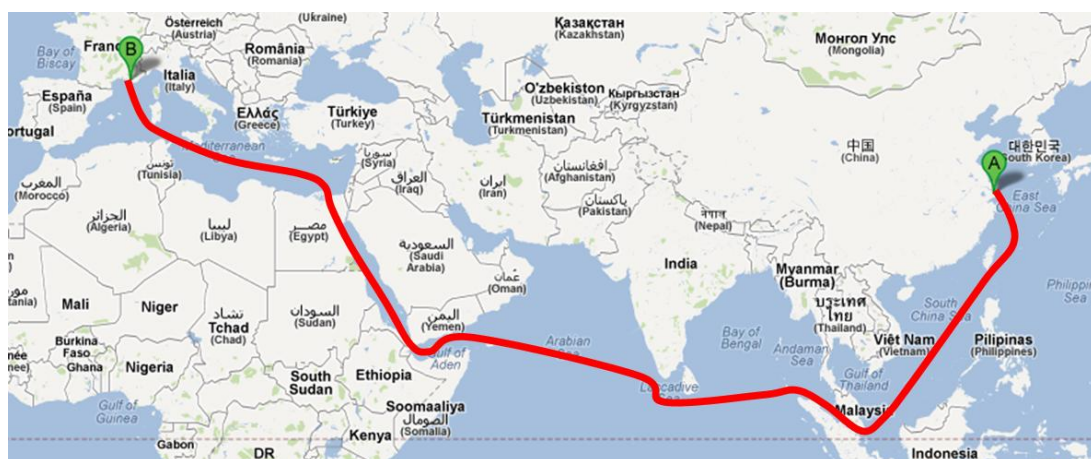 Österreich
(Austria)
(Ukraine)
Қазақстан
(Kazakhstan)
Монгол Улс
(Mongolia)
Franc
B
Bay of
Biscay
România
(Romania)
Italia
(Italy)
España
(Spain)
Portugal
Ελλάς
(Greece)
Türkiye
(Turkey)
O'zbekiston
(Uzbekistan)
Кыргызстан
(Kyrgyzstan)
Türkmenistan
(Turkmenistan)
中国
(China)
대한민국
(South Korea)
A
East
China Sea
Mediterranean
تونس
(Tunisia)
سوريا
(Syria)
العراق
(Iraq)
ایران
(Iran)
افغانستان
(Afghanistan)
پاکستان
(Pakistan)
नेपाल
(Nepal)
المغرب
(Morocco)
الجزائر
(Algeria)
ليبيا
(Libya)
مصر
(Egypt)
السعودية
(Saudi
Arabia)
عُمان
(Oman)
India
Myanmar
(Burma)
ประเทศ
ไทย
(Thailand)
South
China Sea
Philippin
Sea
Mali
Niger
تشاد
Tchad
(Chad)
السودان
(Sudan)
اليمن
(Yemen)
Gulf of
Aden
Arabian
Bay of
Bengal
Andaman
Sea
Việt Nam
(Vietnam)
Pilipinas
(Philippines)
Burkina
Faso
Ghana
Nigeria
South
Sudan
Ethiopia
Laccadive
Sea
Gulf of
Thailand
Gulf of
Guinea
Soomaaliya
الصومال
(Somalia)
Malaysia
Gabon
DR
Kenya
Indonesia